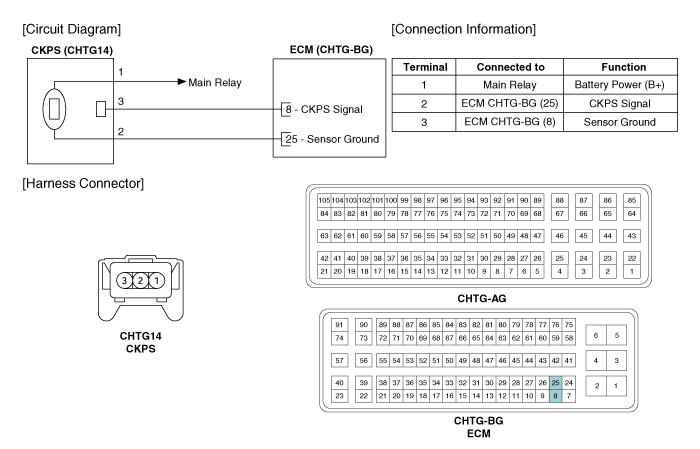 [Circuit Diagram]
[Connection Information]
CKPS (CHTG14)
ECM (CHTG-BG)
1
Main Relay
3
8 - CKPS Signal
2
25 - Sensor Ground
Terminal Connected to Function
1 Main Relay Battery Power (B+)
2 ECM CHTG-BG (25) CKPS Signal
3 ECM CHTG-BG (8) Sensor Ground
[Harness Connector]
3 2 1
CHTG14
CKPS
105 104 103 102 101 100 99 98 97 96 95 94 93 92 91 90 89 88 87 86 85
84 83 82 81 80 79 78 77 76 75 74 73 72 71 70 69 68 67 66 65 64
63 62 61 60 59 58 57 56 55 54 53 52 51 50 49 48 47 46 45 44 43
42 41 40 39 38 37 36 35 34 33 32 31 30 29 28 27 26 25 24 23 22
21 20 19 18 17 16 15 14 13 12 11 10 9 8 7 6 5 4 3 2 1
CHTG-AG
91 90 89 88 87 86 85 84 83 82 81 80 79 78 77 76 75
74 73 72 71 70 69 68 67 66 65 64 63 62 61 60 59 58
6 5
57 56 55 54 53 52 51 50 49 48 47 46 45 44 43 42 41
4 3
40 39 38 37 36 35 34 33 32 31 30 29 28 27 26 25 24
23 22 21 20 19 18 17 16 15 14 13 12 11 10 9 8 7
2 1
CHTG-BG
ECM